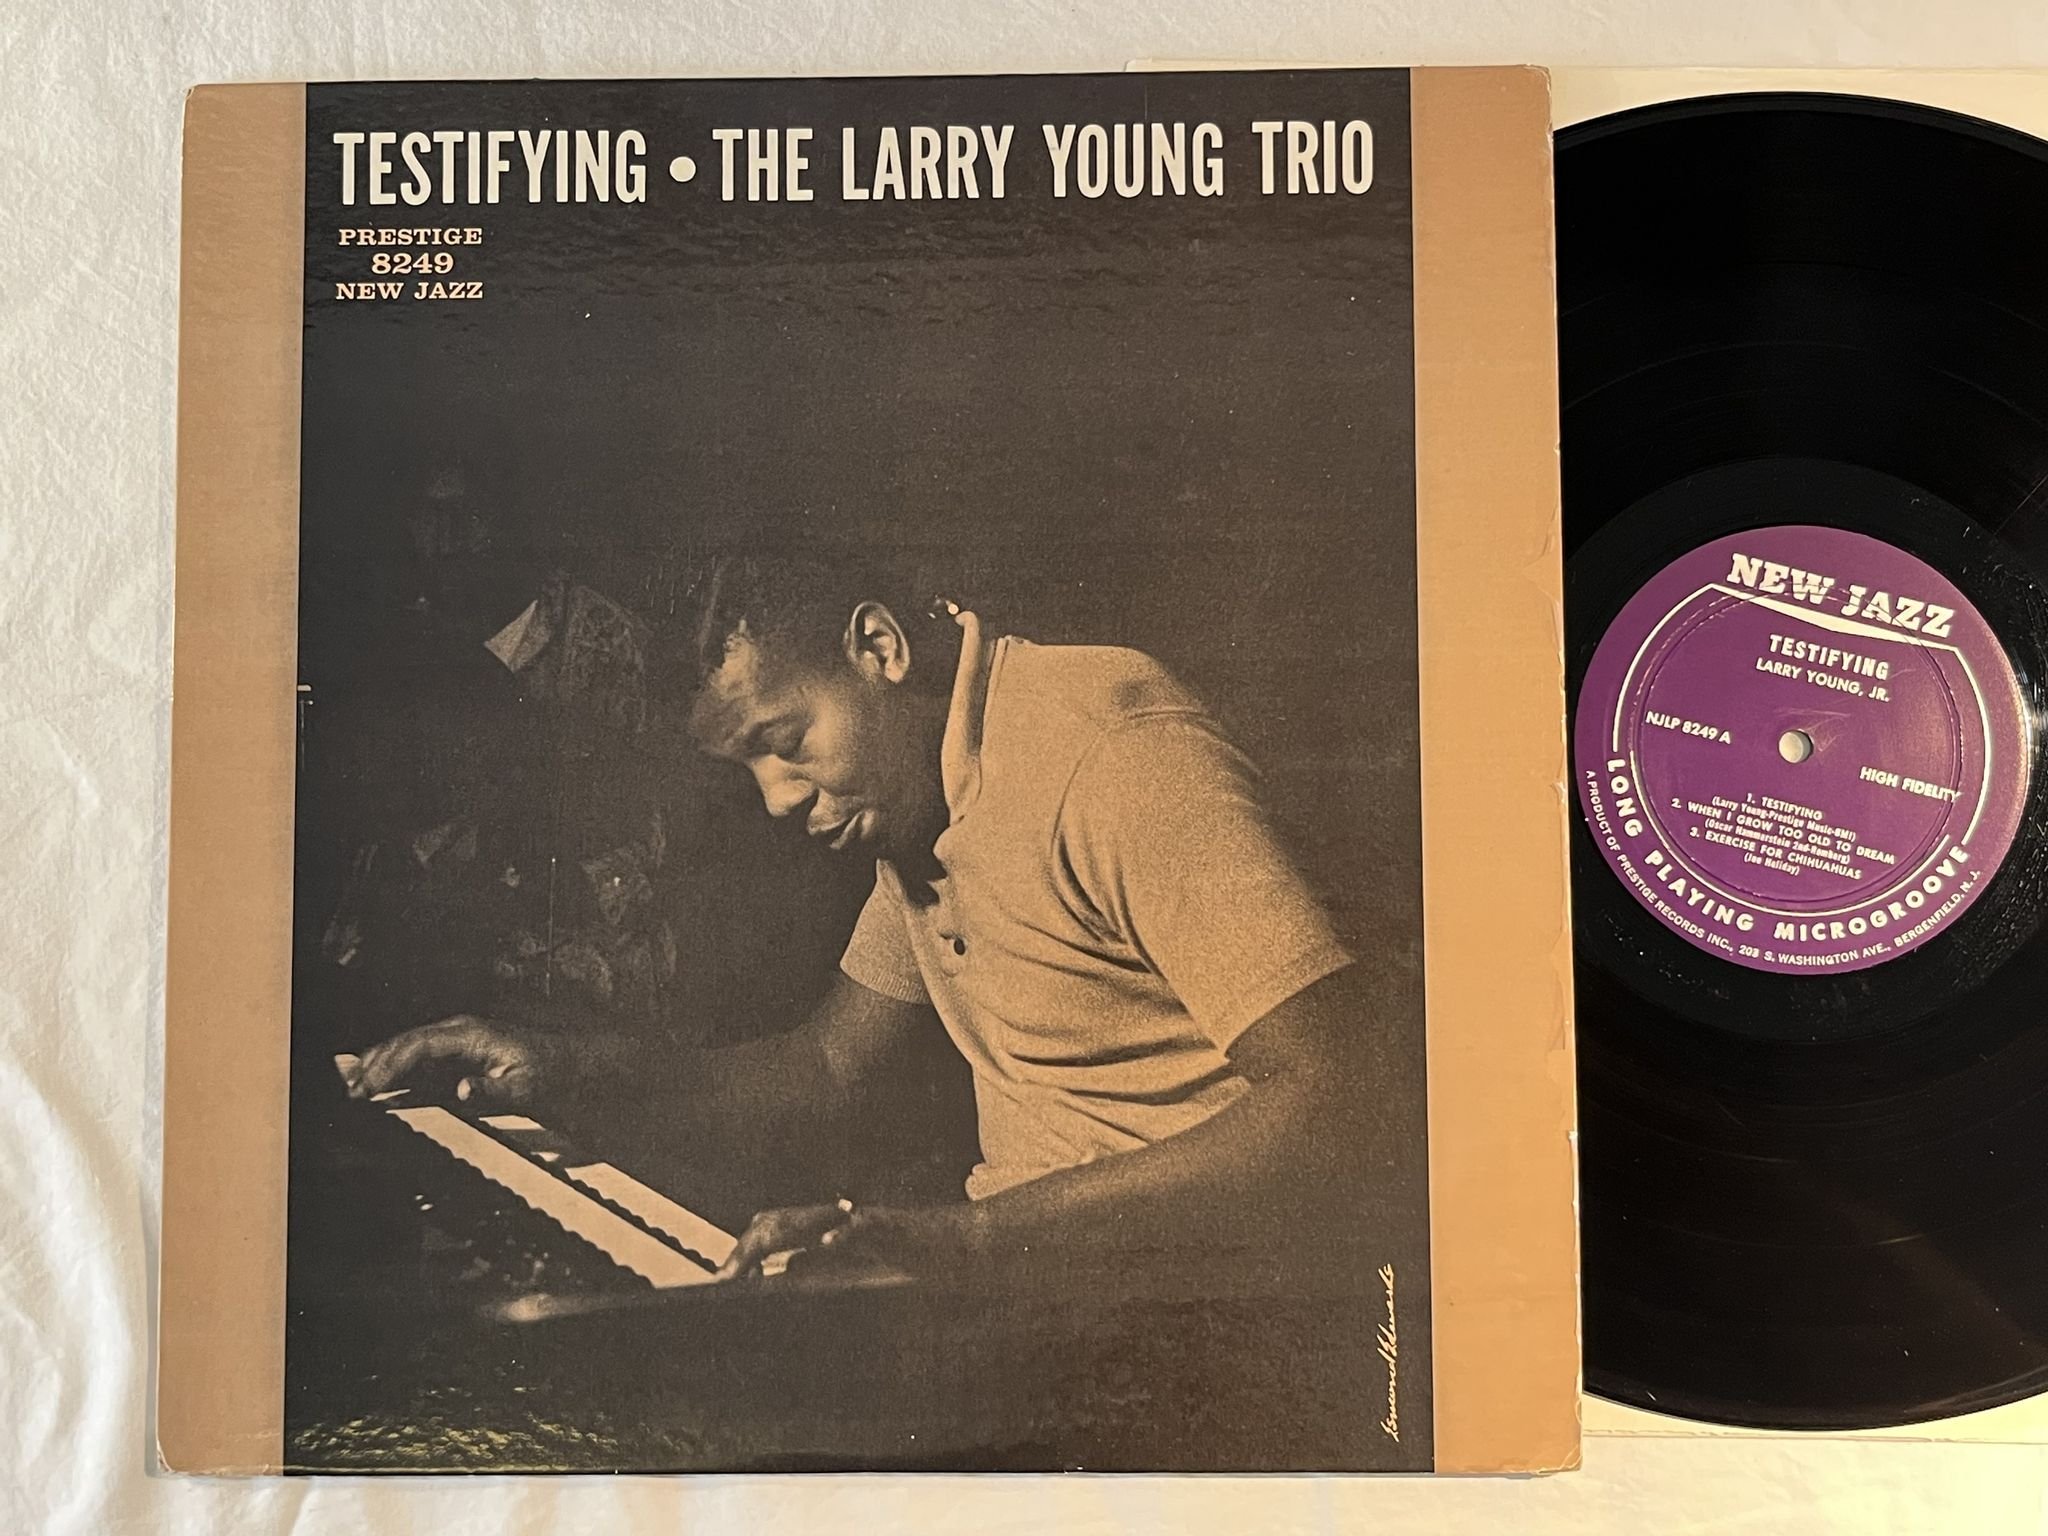 TESTIFYING • THE LARRY YOUNG TRIO
PRESTIGE
8249
NEW JAZZ
Esmond Edwards
NEW JAZZ
TESTIFYING
LARRY YOUNG, JR.
NJLP 8249 A
HIGH FIDELITY
1. TESTIFYING
(Larry Young-Prestige Music-BMI)
2. WHEN I GROW TOO OLD TO DREAM
(Oscar Hammerstein 2nd-Romberg)
3. EXERCISE FOR CHIHUAHUAS
(Joe Holiday)
LONG PLAYING MICROGROOVE
A PRODUCT OF PRESTIGE RECORDS INC., 203 S. WASHINGTON AVE., BERGENFIELD, N. J.